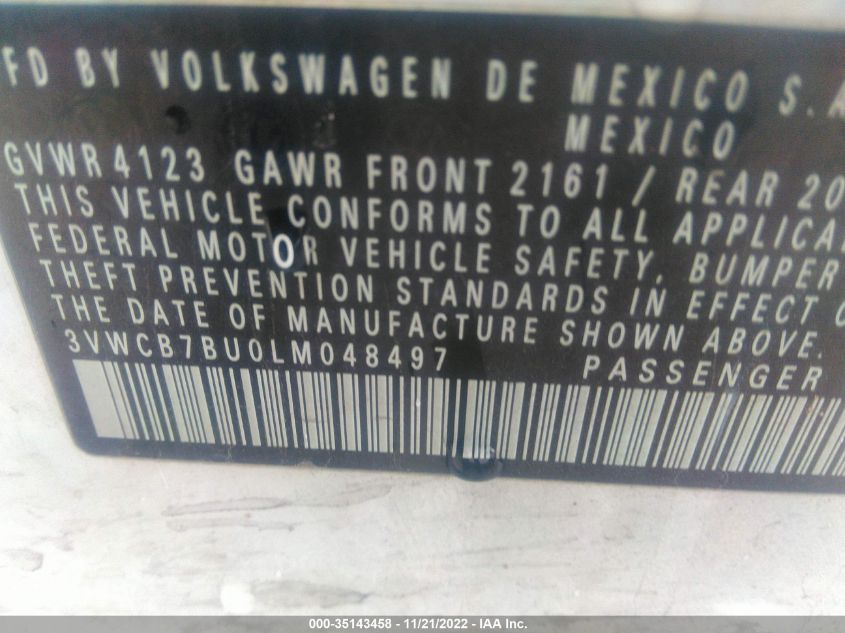 FD BY VOLKSWAGEN DE MEXICO S.A
MEXICO
GVWR 4123 GAWR FRONT 2161 / REAR 20
THIS VEHICLE CONFORMS TO ALL APPLICA
FEDERAL MOTOR VEHICLE SAFETY, BUMPER
THEFT PREVENTION STANDARDS IN EFFECT O
THE DATE OF MANUFACTURE SHOWN ABOVE.
3VWCB7BU0LM048497 PASSENGER
000-35143458 - 11/21/2022 - IAA Inc.